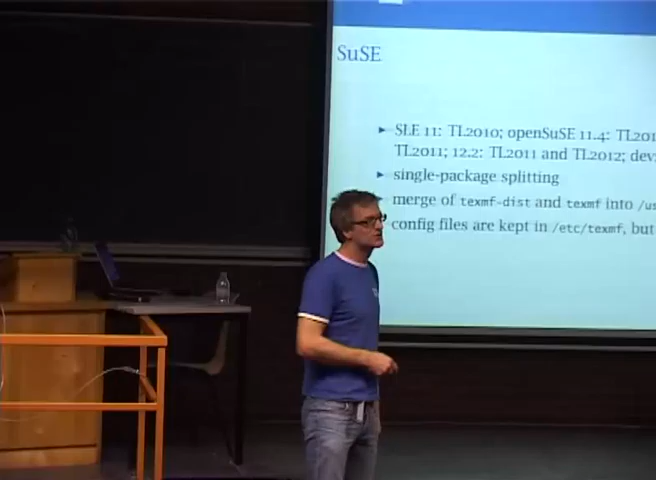 SuSE
SLE 11: TL2010; openSuSE 11.4: TL201
TL2011; 12.2: TL2011 and TL2012; dev
single-package splitting
merge of texmf-dist and texmf into /us
config files are kept in /etc/texmf, but